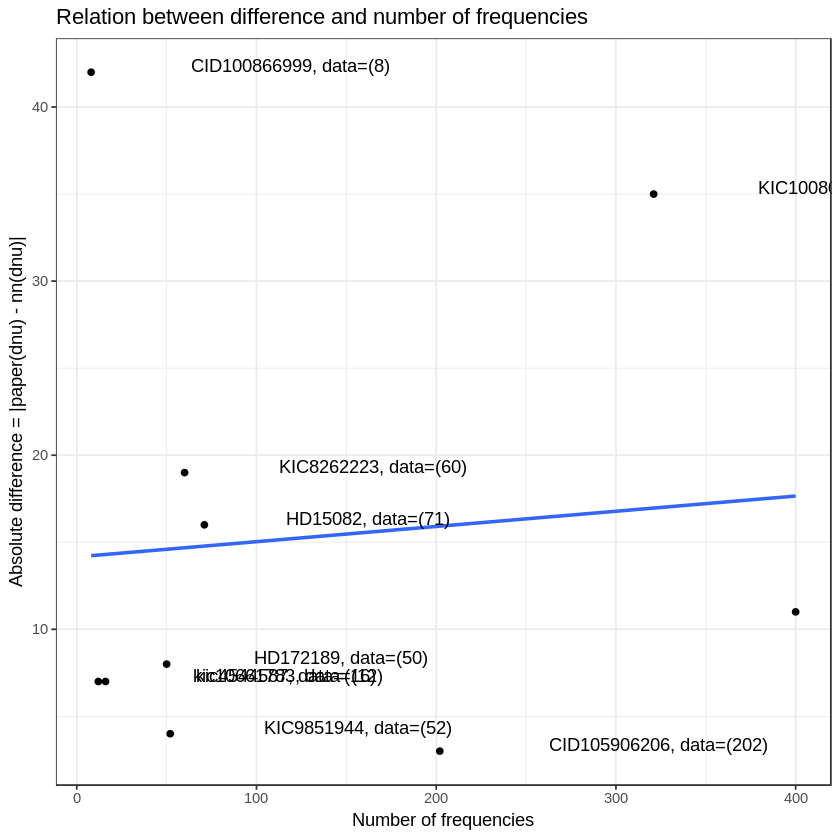 Relation between difference and number of frequencies
Absolute difference = |paper(dnu) - nn(dnu)|
40
30
20
10
CID100866999, data=(8)
KIC1008
KIC8262223, data=(60)
HD15082, data=(71)
HD172189, data=(50)
KIC9851944, data=(52)
CID105906206, data=(202)
0
100
200
300
400
Number of frequencies